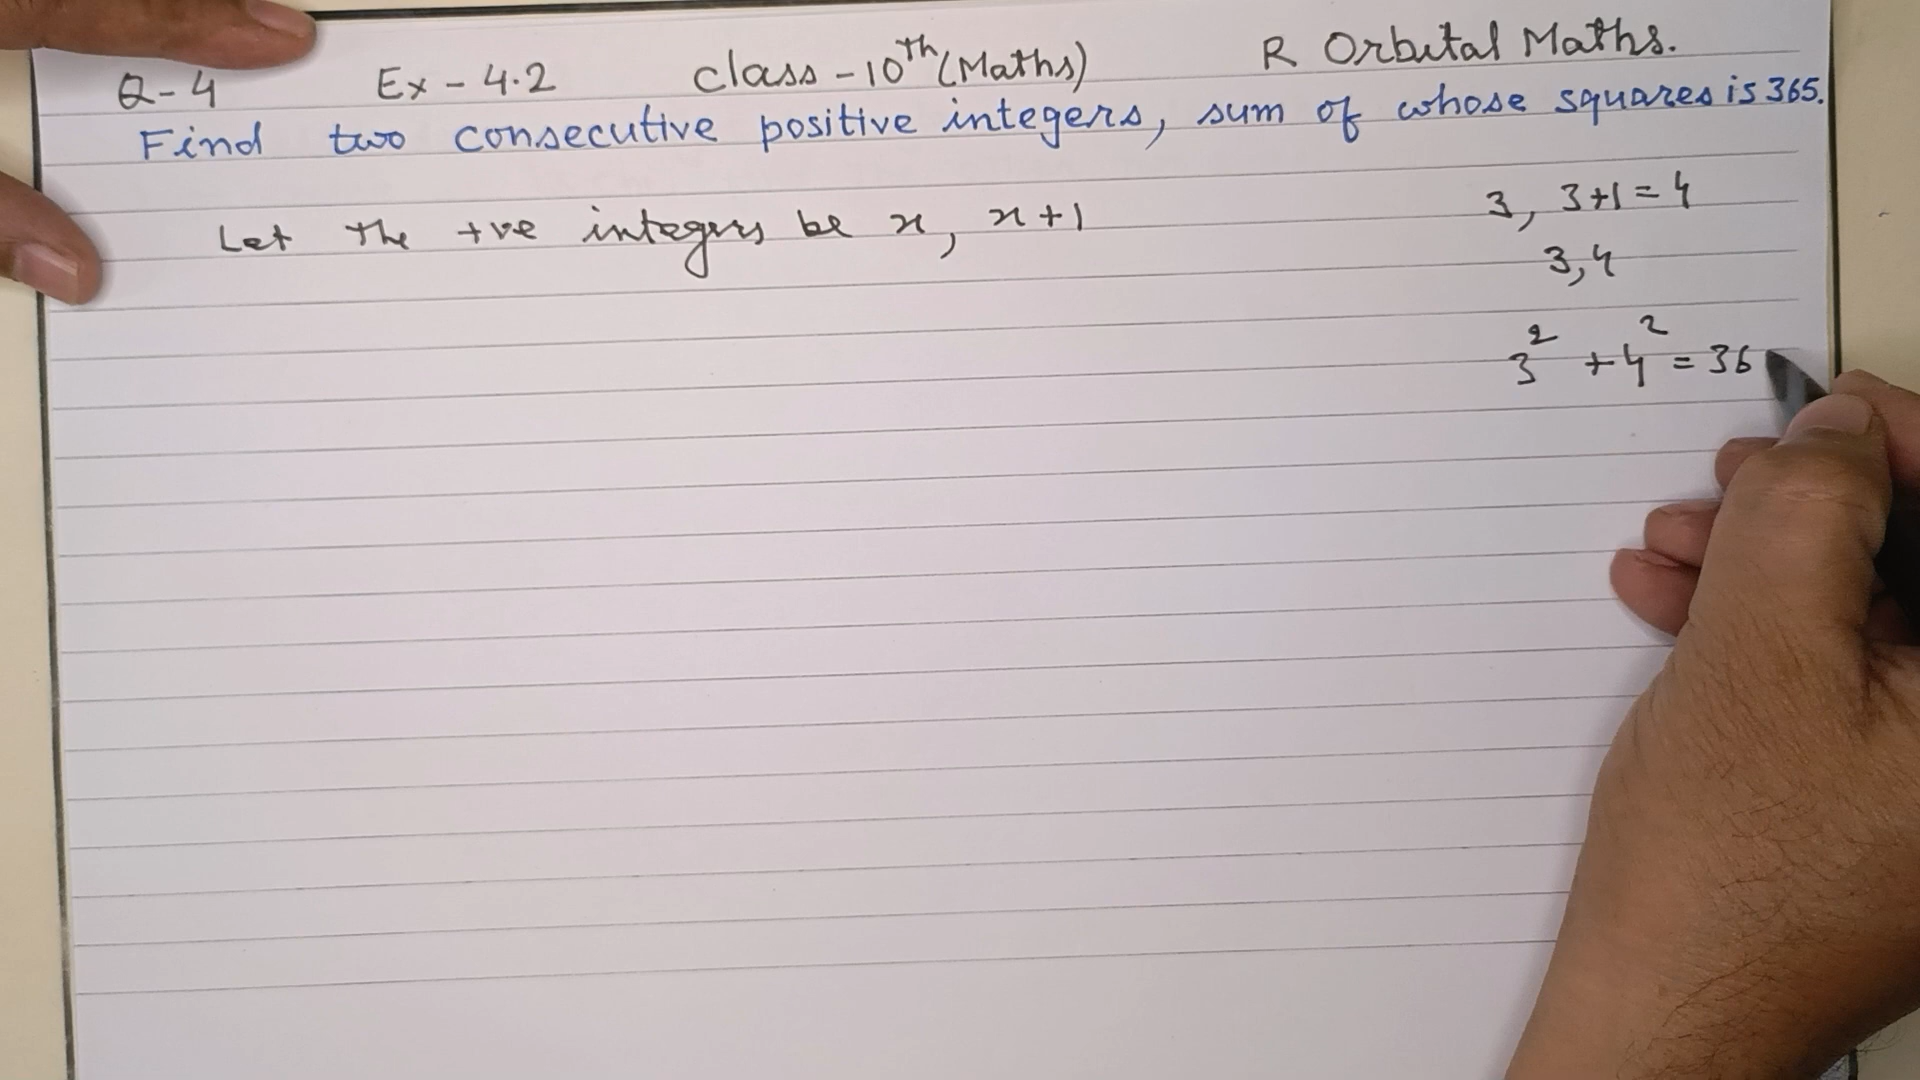 Q-4 Ex-4.2 Class-10th (Maths) R Orbital Maths.
Find two consecutive positive integers, sum of whose squares is 365.
Let the +ve integers be x, x+1
3, 3+1=4
3,4
3² +4² = 36